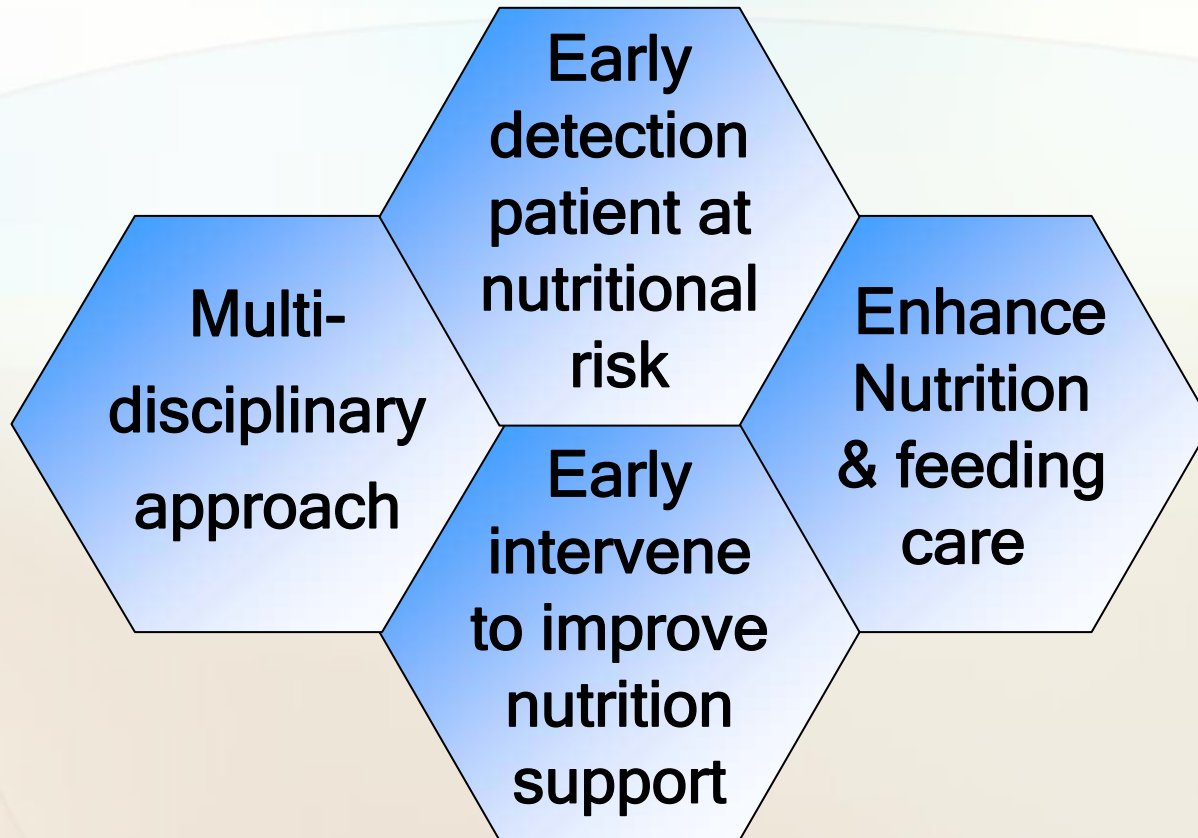 Early
detection
patient at
nutritional
risk
Multi-
disciplinary
approach
Enhance
Nutrition
& feeding
care
Early
intervene
to improve
nutrition
support